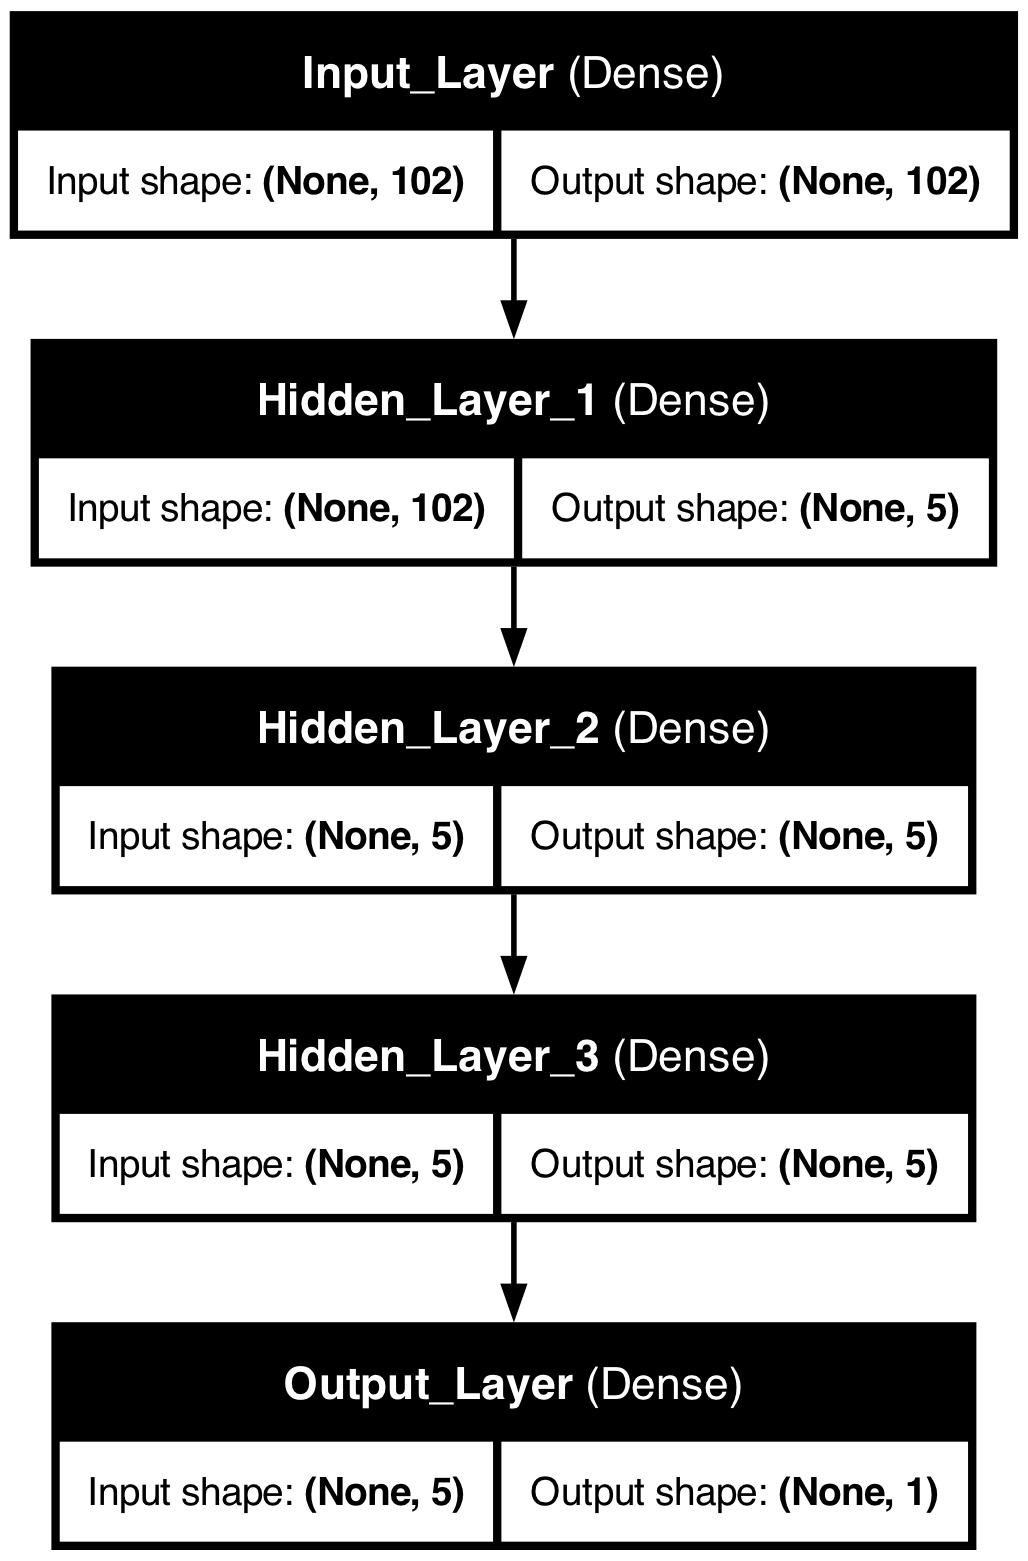 Input_Layer (Dense)
Input shape: (None, 102) Output shape: (None, 102)
Hidden_Layer_1 (Dense)
Input shape: (None, 102) Output shape: (None, 5)
Hidden_Layer_2 (Dense)
Input shape: (None, 5) Output shape: (None, 5)
Hidden_Layer_3 (Dense)
Input shape: (None, 5) Output shape: (None, 5)
Output_Layer (Dense)
Input shape: (None, 5) Output shape: (None, 1)